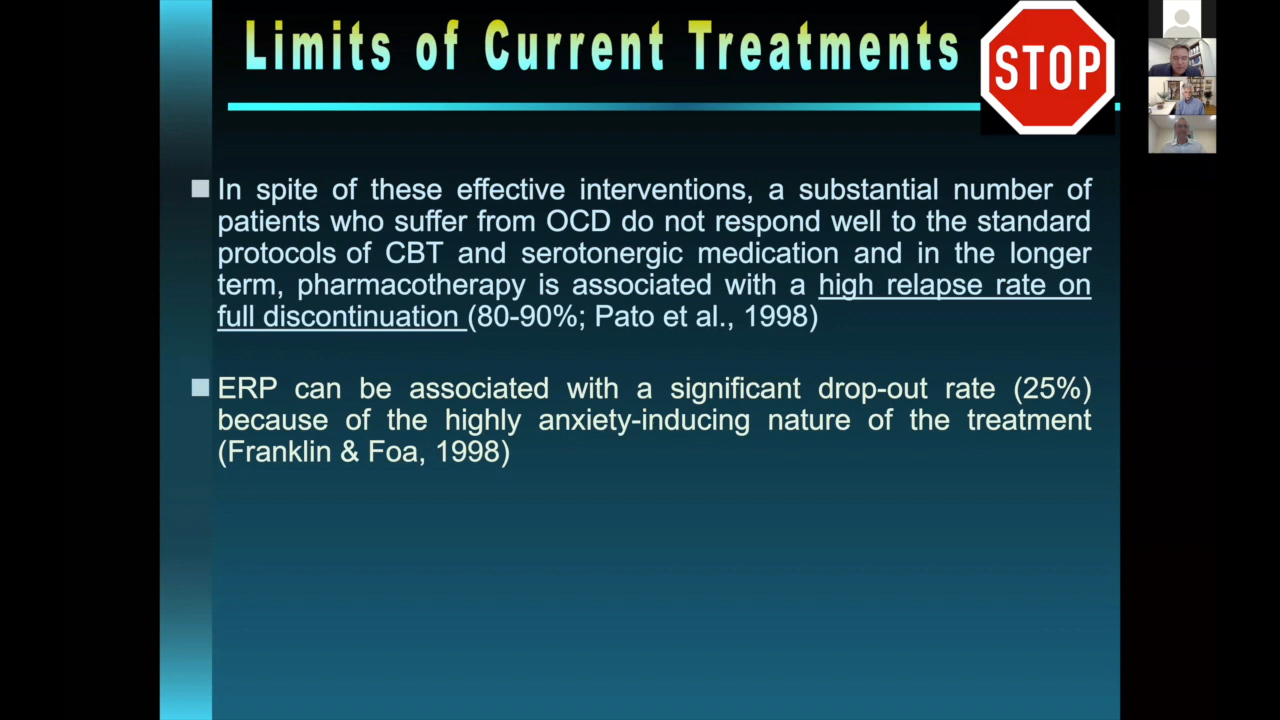 Limits of Current Treatments
STOP
In spite of these effective interventions, a substantial number of
patients who suffer from OCD do not respond well to the standard
protocols of CBT and serotonergic medication and in the longer
term, pharmacotherapy is associated with a high relapse rate on
full discontinuation (80-90%; Pato et al., 1998)
ERP can be associated with a significant drop-out rate (25%)
because of the highly anxiety-inducing nature of the treatment
(Franklin & Foa, 1998)